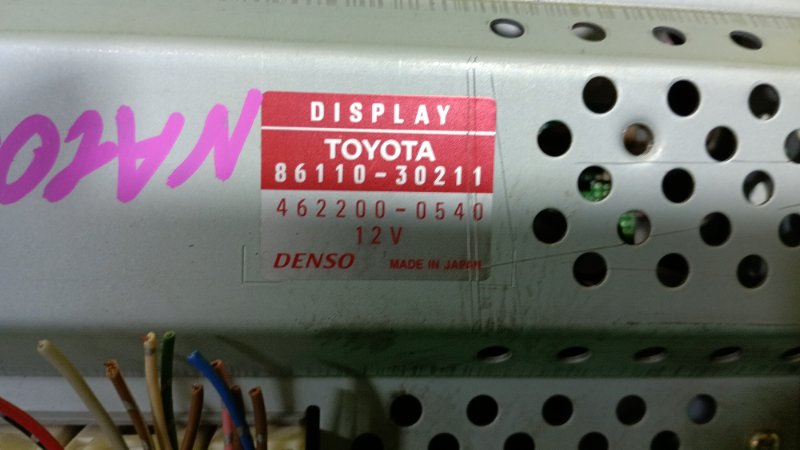 DISPLAY
TOYOTA
86110-30211
462200-0540
12V
DENSO MADE IN JAPAN